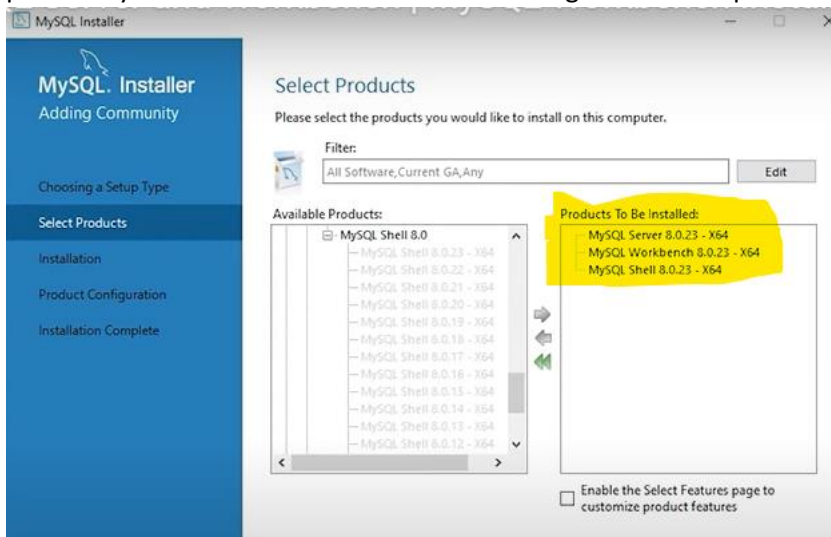 MySQL Installer
MySQL. Installer
Adding Community
Choosing a Setup Type
Select Products
Installation
Product Configuration
Installation Complete
Select Products
Please select the products you would like to install on this computer.
Filter:
All Software,Current GA,Any
Edit
Available Products:
MySQL Shell 8.0
MySQL Shell 8.0.23 - X64
MySQL Shell 8.0.22 - X64
MySQL Shell 8.0.21 - X64
MySQL Shell 8.0.20 - X64
MySQL Shell 8.0.19 - X64
MySQL Shell 8.0.18 - X64
MySQL Shell 8.0.17 - X64
MySQL Shell 8.0.16 - X64
MySQL Shell 8.0.15 - X64
MySQL Shell 8.0.14 - X64
MySQL Shell 8.0.13 - X64
MySQL Shell 8.0.12 - X64
Products To Be Installed:
MySQL Server 8.0.23 - X64
MySQL Workbench 8.0.23 - X64
MySQL Shell 8.0.23 - X64
Enable the Select Features page to
customize product features